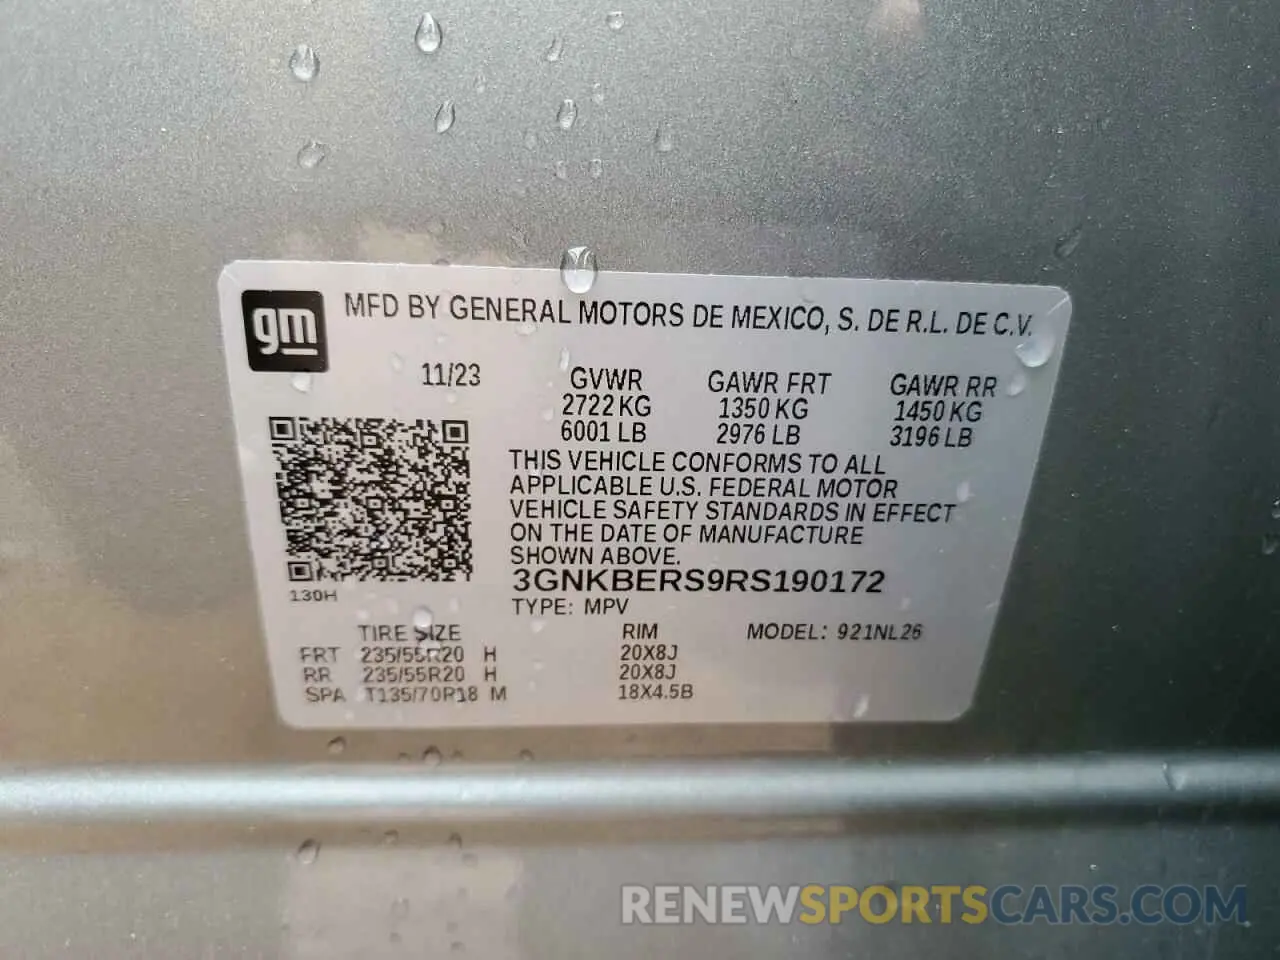 gm
MFD BY GENERAL MOTORS DE MEXICO, S. DE R.L. DE C.V.
11/23
GVWR GAWR FRT GAWR RR
2722 KG 1350 KG 1450 KG
6001 LB 2976 LB 3196 LB
THIS VEHICLE CONFORMS TO ALL
APPLICABLE U.S. FEDERAL MOTOR
VEHICLE SAFETY STANDARDS IN EFFECT
ON THE DATE OF MANUFACTURE
SHOWN ABOVE.
3GNKBERS9RS190172
130H
TYPE: MPV
TIRE SIZE RIM MODEL: 921NL26
FRT 235/55R20 H 20X8J
RR 235/55R20 H 20X8J
SPA T135/70R18 M 18X4.5B
RENEWSPORTSCARS.COM